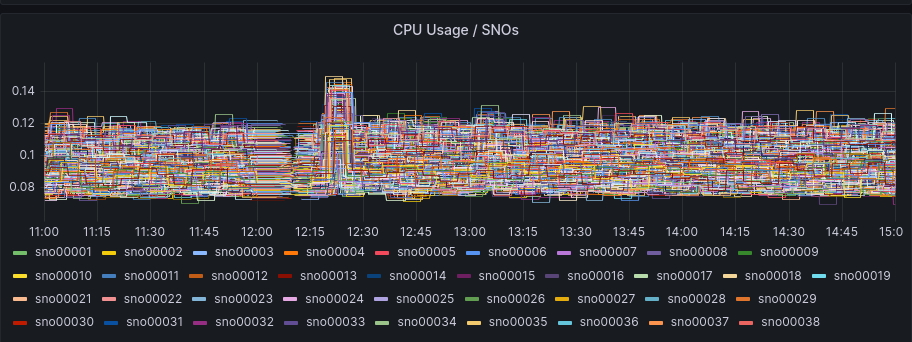 CPU Usage / SNOs
0.14
0.12
0.1
0.08
11:00 11:15 11:30 11:45 12:00 12:15 12:30 12:45 13:00 13:15 13:30 13:45 14:00 14:15 14:30 14:45 15:0
sno00001 sno00002 sno00003 sno00004 sno00005 sno00006 sno00007 sno00008 sno00009
sno00010 sno00011 sno00012 sno00013 sno00014 sno00015 sno00016 sno00017 sno00018 sno00019
sno00021 sno00022 sno00023 sno00024 sno00025 sno00026 sno00027 sno00028 sno00029
sno00030 sno00031 sno00032 sno00033 sno00034 sno00035 sno00036 sno00037 sno00038